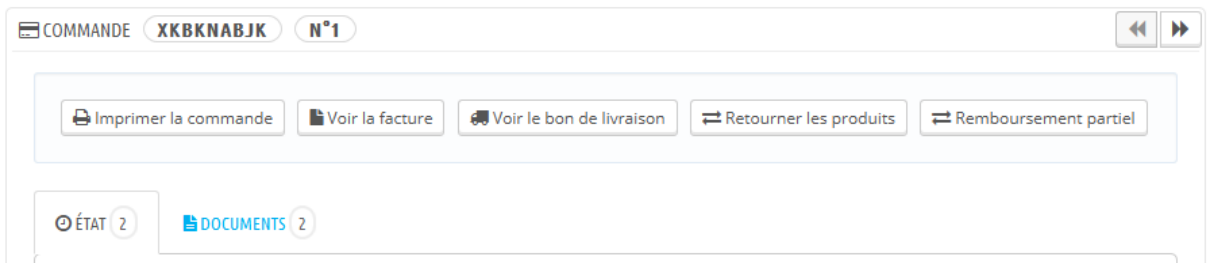 COMMANDE XKBKNABJK N°1
Imprimer la commande Voir la facture Voir le bon de livraison Retourner les produits Remboursement partiel
ÉTAT 2 DOCUMENTS 2